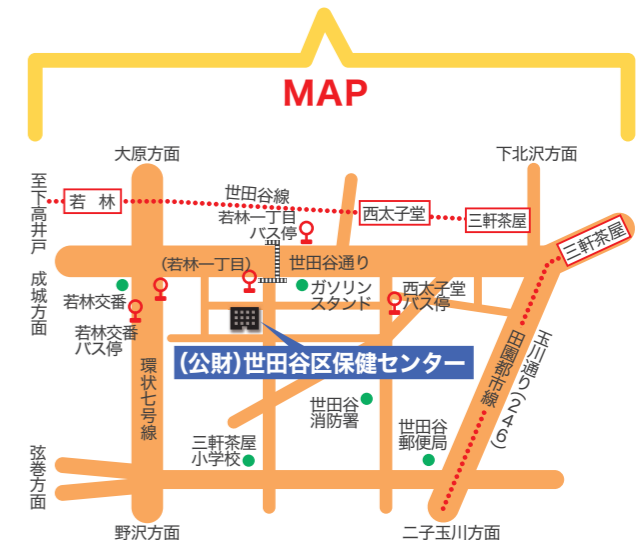 MAP
大原方面
下北沢方面
至下高井戸
若 林
世田谷線
西太子堂
三軒茶屋
三軒茶屋
若林一丁目
バス停
(若林一丁目)
世田谷通り
成城方面
若林交番
ガソリン
スタンド
西太子堂
バス停
若林交番
バス停
(公財)世田谷区保健センター
環状七号線
田園都市線
玉川通り(246)
世田谷
消防署
世田谷
郵便局
三軒茶屋
小学校
弦巻方面
野沢方面
二子玉川方面